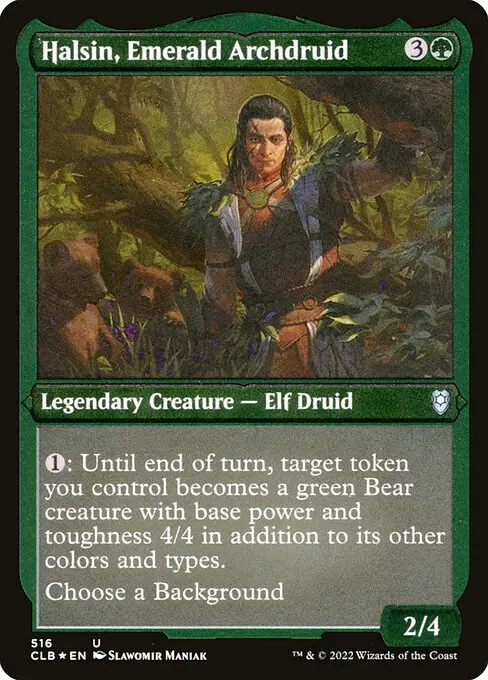 Halsin, Emerald Archdruid 3
Legendary Creature — Elf Druid
1: Until end of turn, target token
you control becomes a green Bear
creature with base power and
toughness 4/4 in addition to its other
colors and types.
Choose a Background
2/4
516 U
CLB★EN Slawomir Maniak
™ & © 2022 Wizards of the Coast